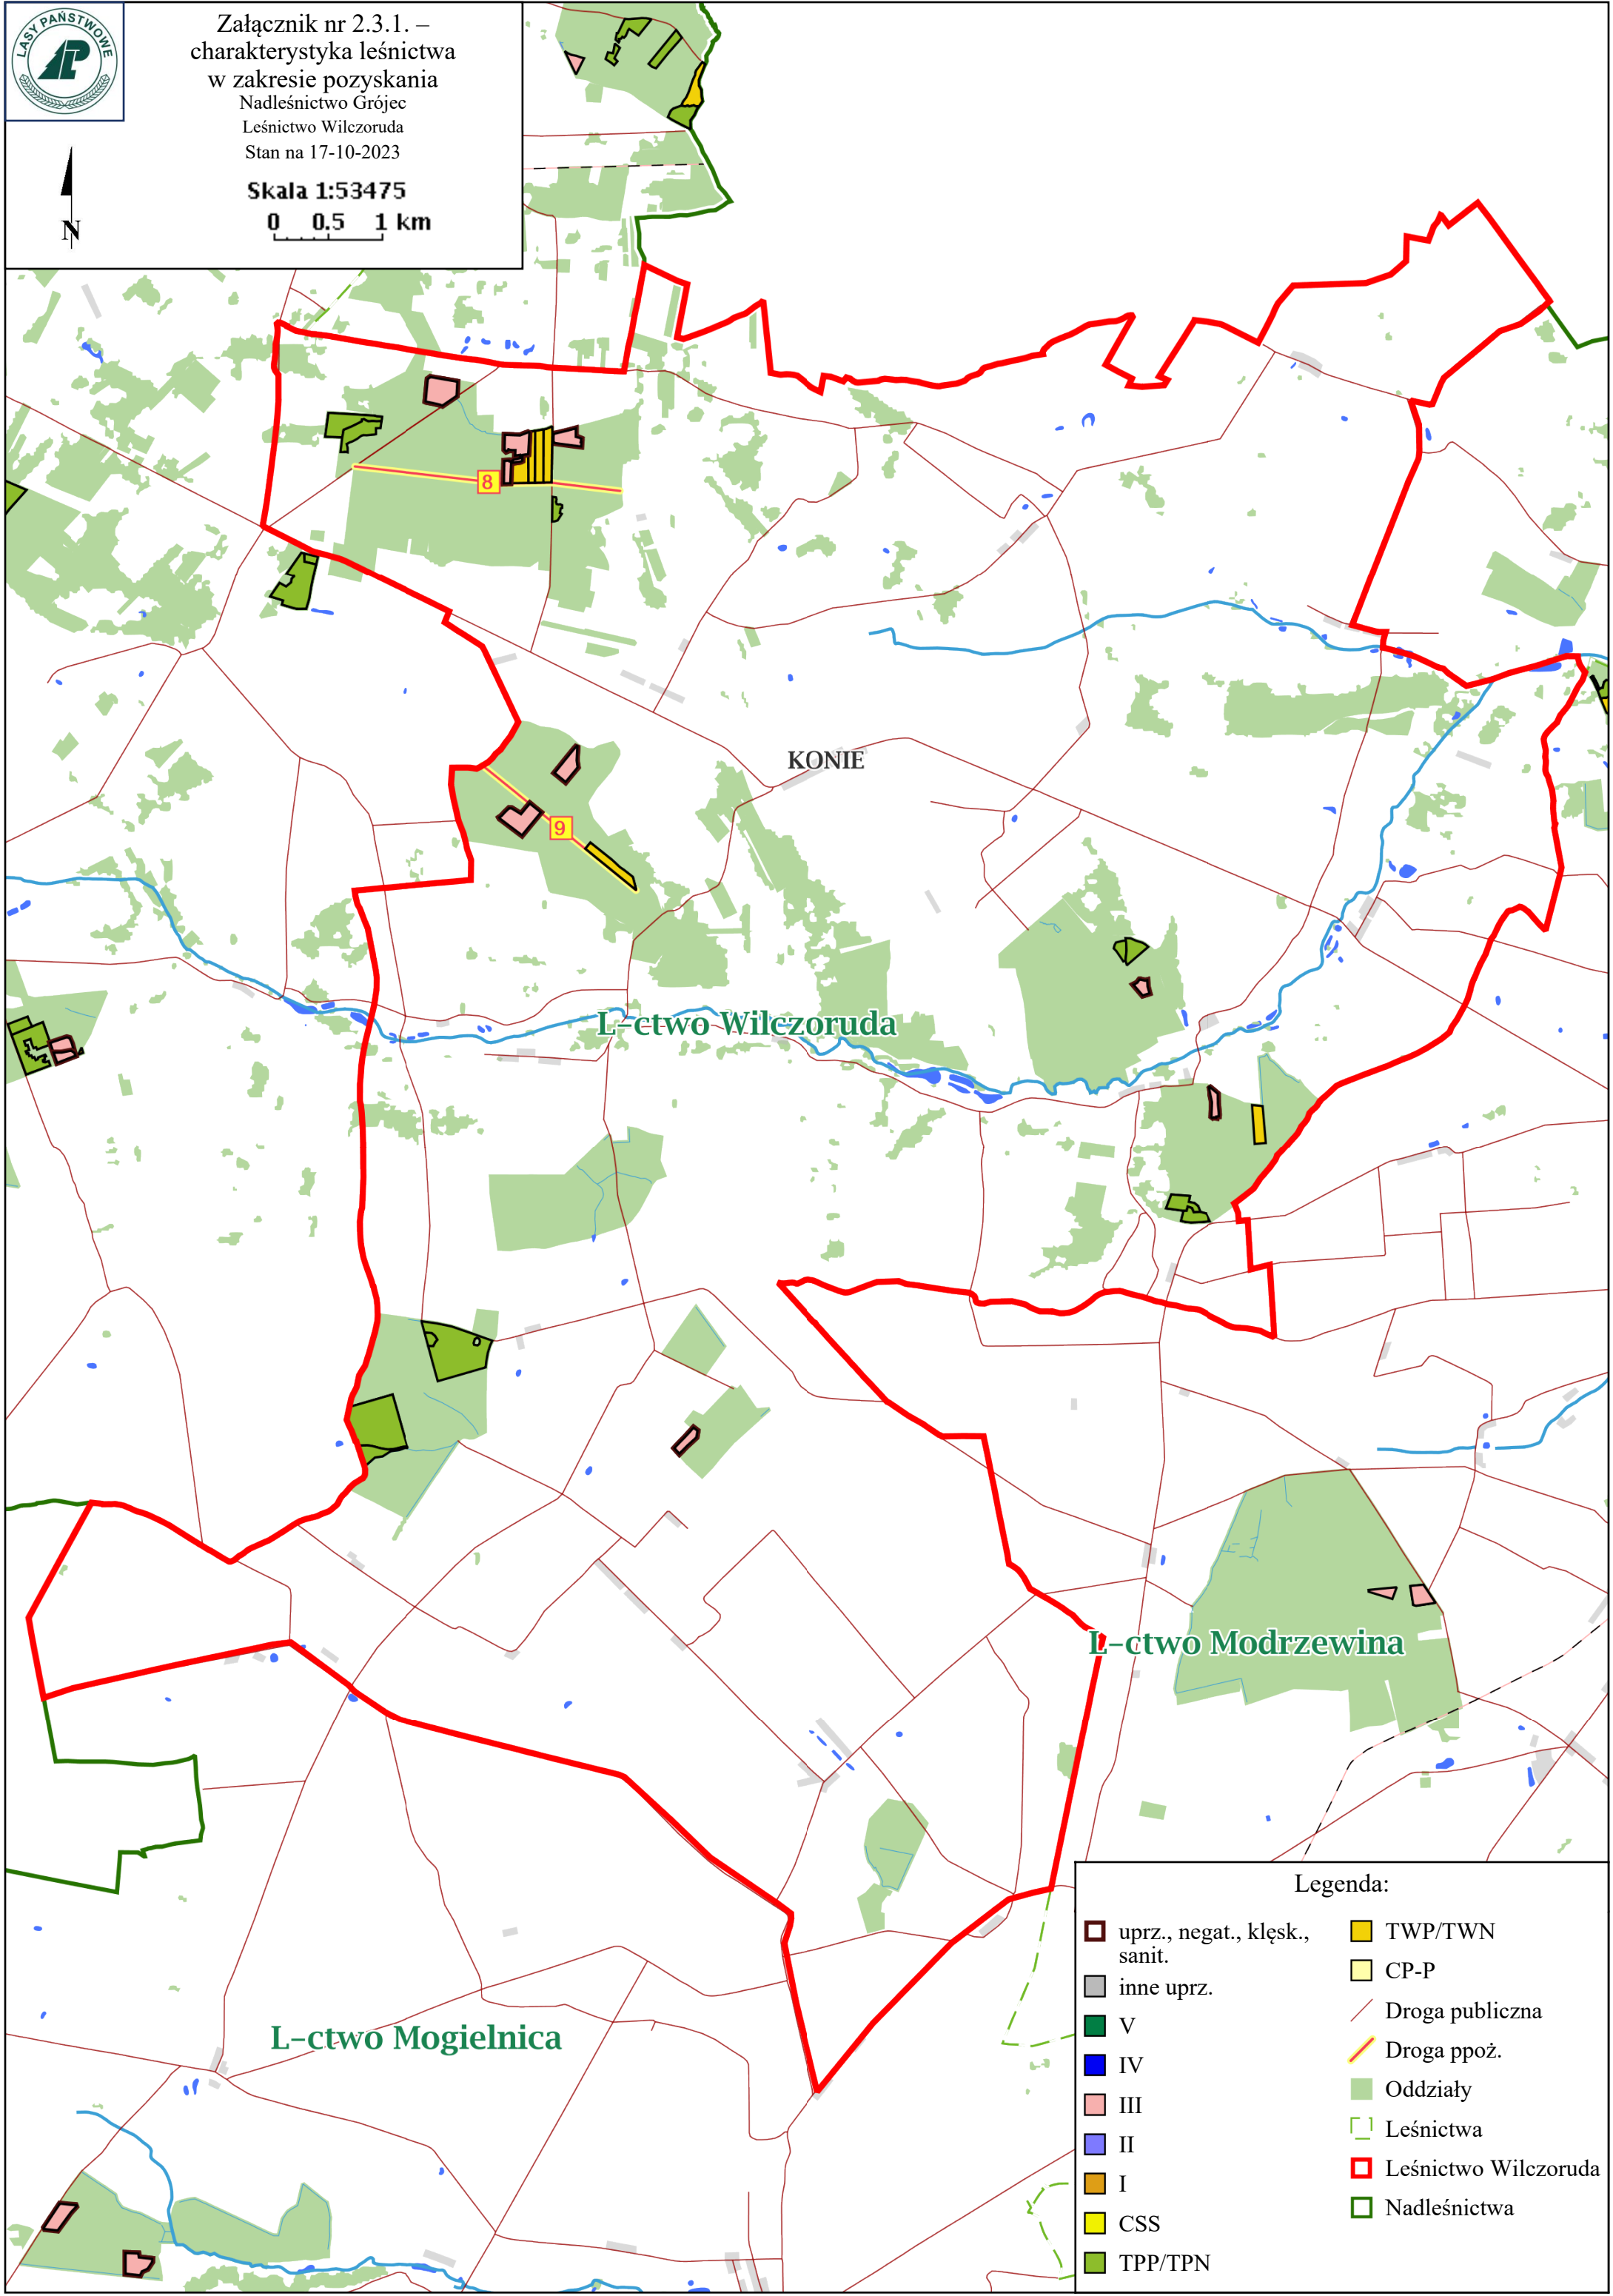 LASY PAŃSTWOWE
Załącznik nr 2.3.1. –
charakterystyka leśnictwa
w zakresie pozyskania
Nadleśnictwo Grójec
Leśnictwo Wilczoruda
Stan na 17-10-2023
Skala 1:53475
0 0.5 1 km
N
8
KONIE
9
L-ctwo Wilczoruda
L-ctwo Modrzewina
L-ctwo Mogielnica
Legenda:
uprz., negat., klęsk.,
sanit.
inne uprz.
V
IV
III
II
I
CSS
TPP/TPN
TWP/TWN
CP-P
Droga publiczna
Droga ppoż.
Oddziały
Leśnictwa
Leśnictwo Wilczoruda
Nadleśnictwa